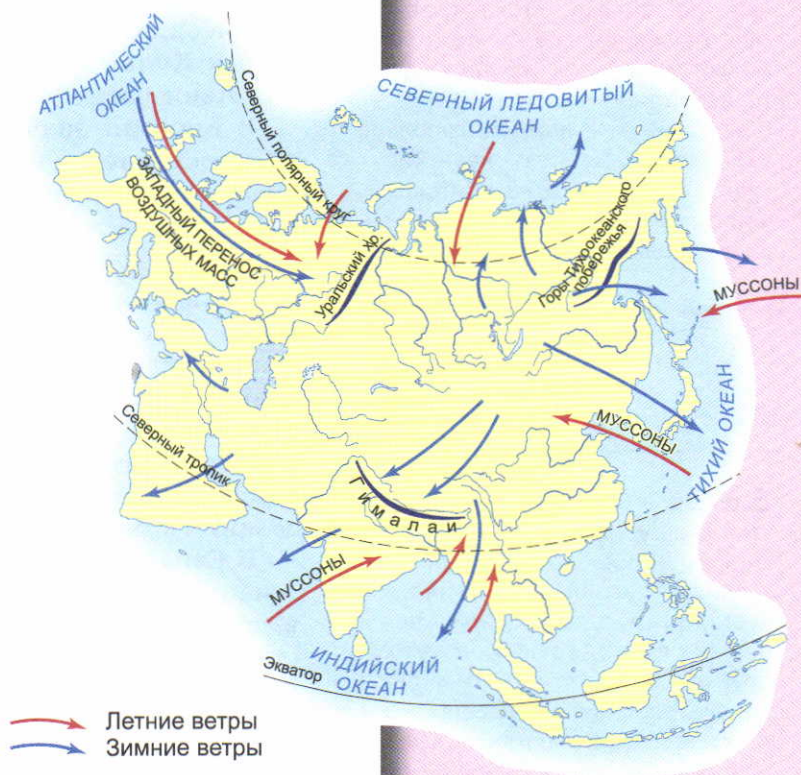 АТЛАНТИЧЕСКИЙ
ОКЕАН
СЕВЕРНЫЙ ЛЕДОВИТЫЙ
ОКЕАН
Северный полярный круг
ЗАПАДНЫЙ ПЕРЕНОС
ВОЗДУШНЫХ МАСС
Уральский хр.
Горы Тихоокеанского
побережья
МУССОНЫ
ТИХИЙ ОКЕАН
МУССОНЫ
Северный тропик
Гималаи
МУССОНЫ
Экватор
ИНДИЙСКИЙ
ОКЕАН
Летние ветры
Зимние ветры